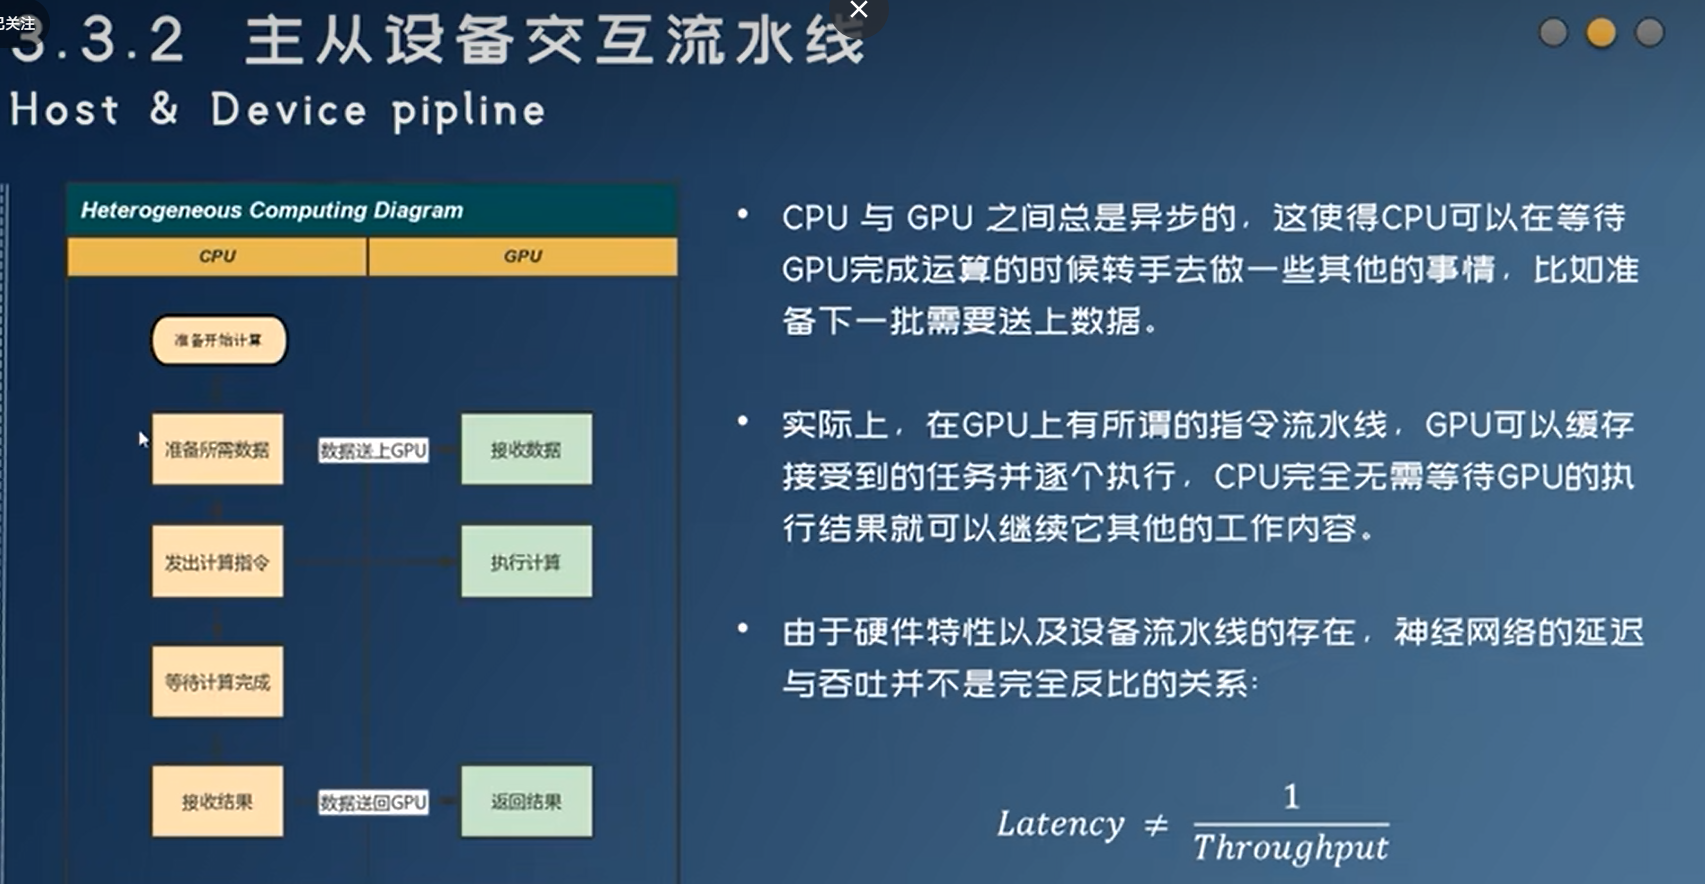 已关注
3.3.2 主从设备交互流水线
Host & Device pipline
Heterogeneous Computing Diagram
CPU
GPU
准备开始计算
准备所需数据
数据送上GPU
接收数据
发出计算指令
执行计算
等待计算完成
接收结果
数据送回GPU
返回结果
• CPU 与 GPU 之间总是异步的，这使得CPU可以在等待
GPU完成运算的时候转手去做一些其他的事情，比如准
备下一批需要送上数据。
• 实际上，在GPU上有所谓的指令流水线，GPU可以缓存
接受到的任务并逐个执行，CPU完全无需等待GPU的执
行结果就可以继续它其他的工作内容。
• 由于硬件特性以及设备流水线的存在，神经网络的延迟
与吞吐并不是完全反比的关系:
Latency ≠ 1
Throughput